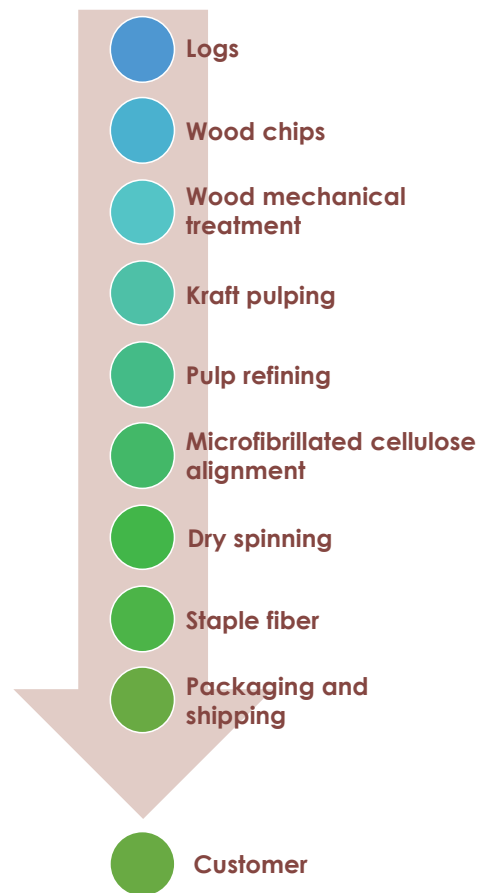 Logs
Wood chips
Wood mechanical
treatment
Kraft pulping
Pulp refining
Microfibrillated cellulose
alignment
Dry spinning
Staple fiber
Packaging and
shipping
Customer